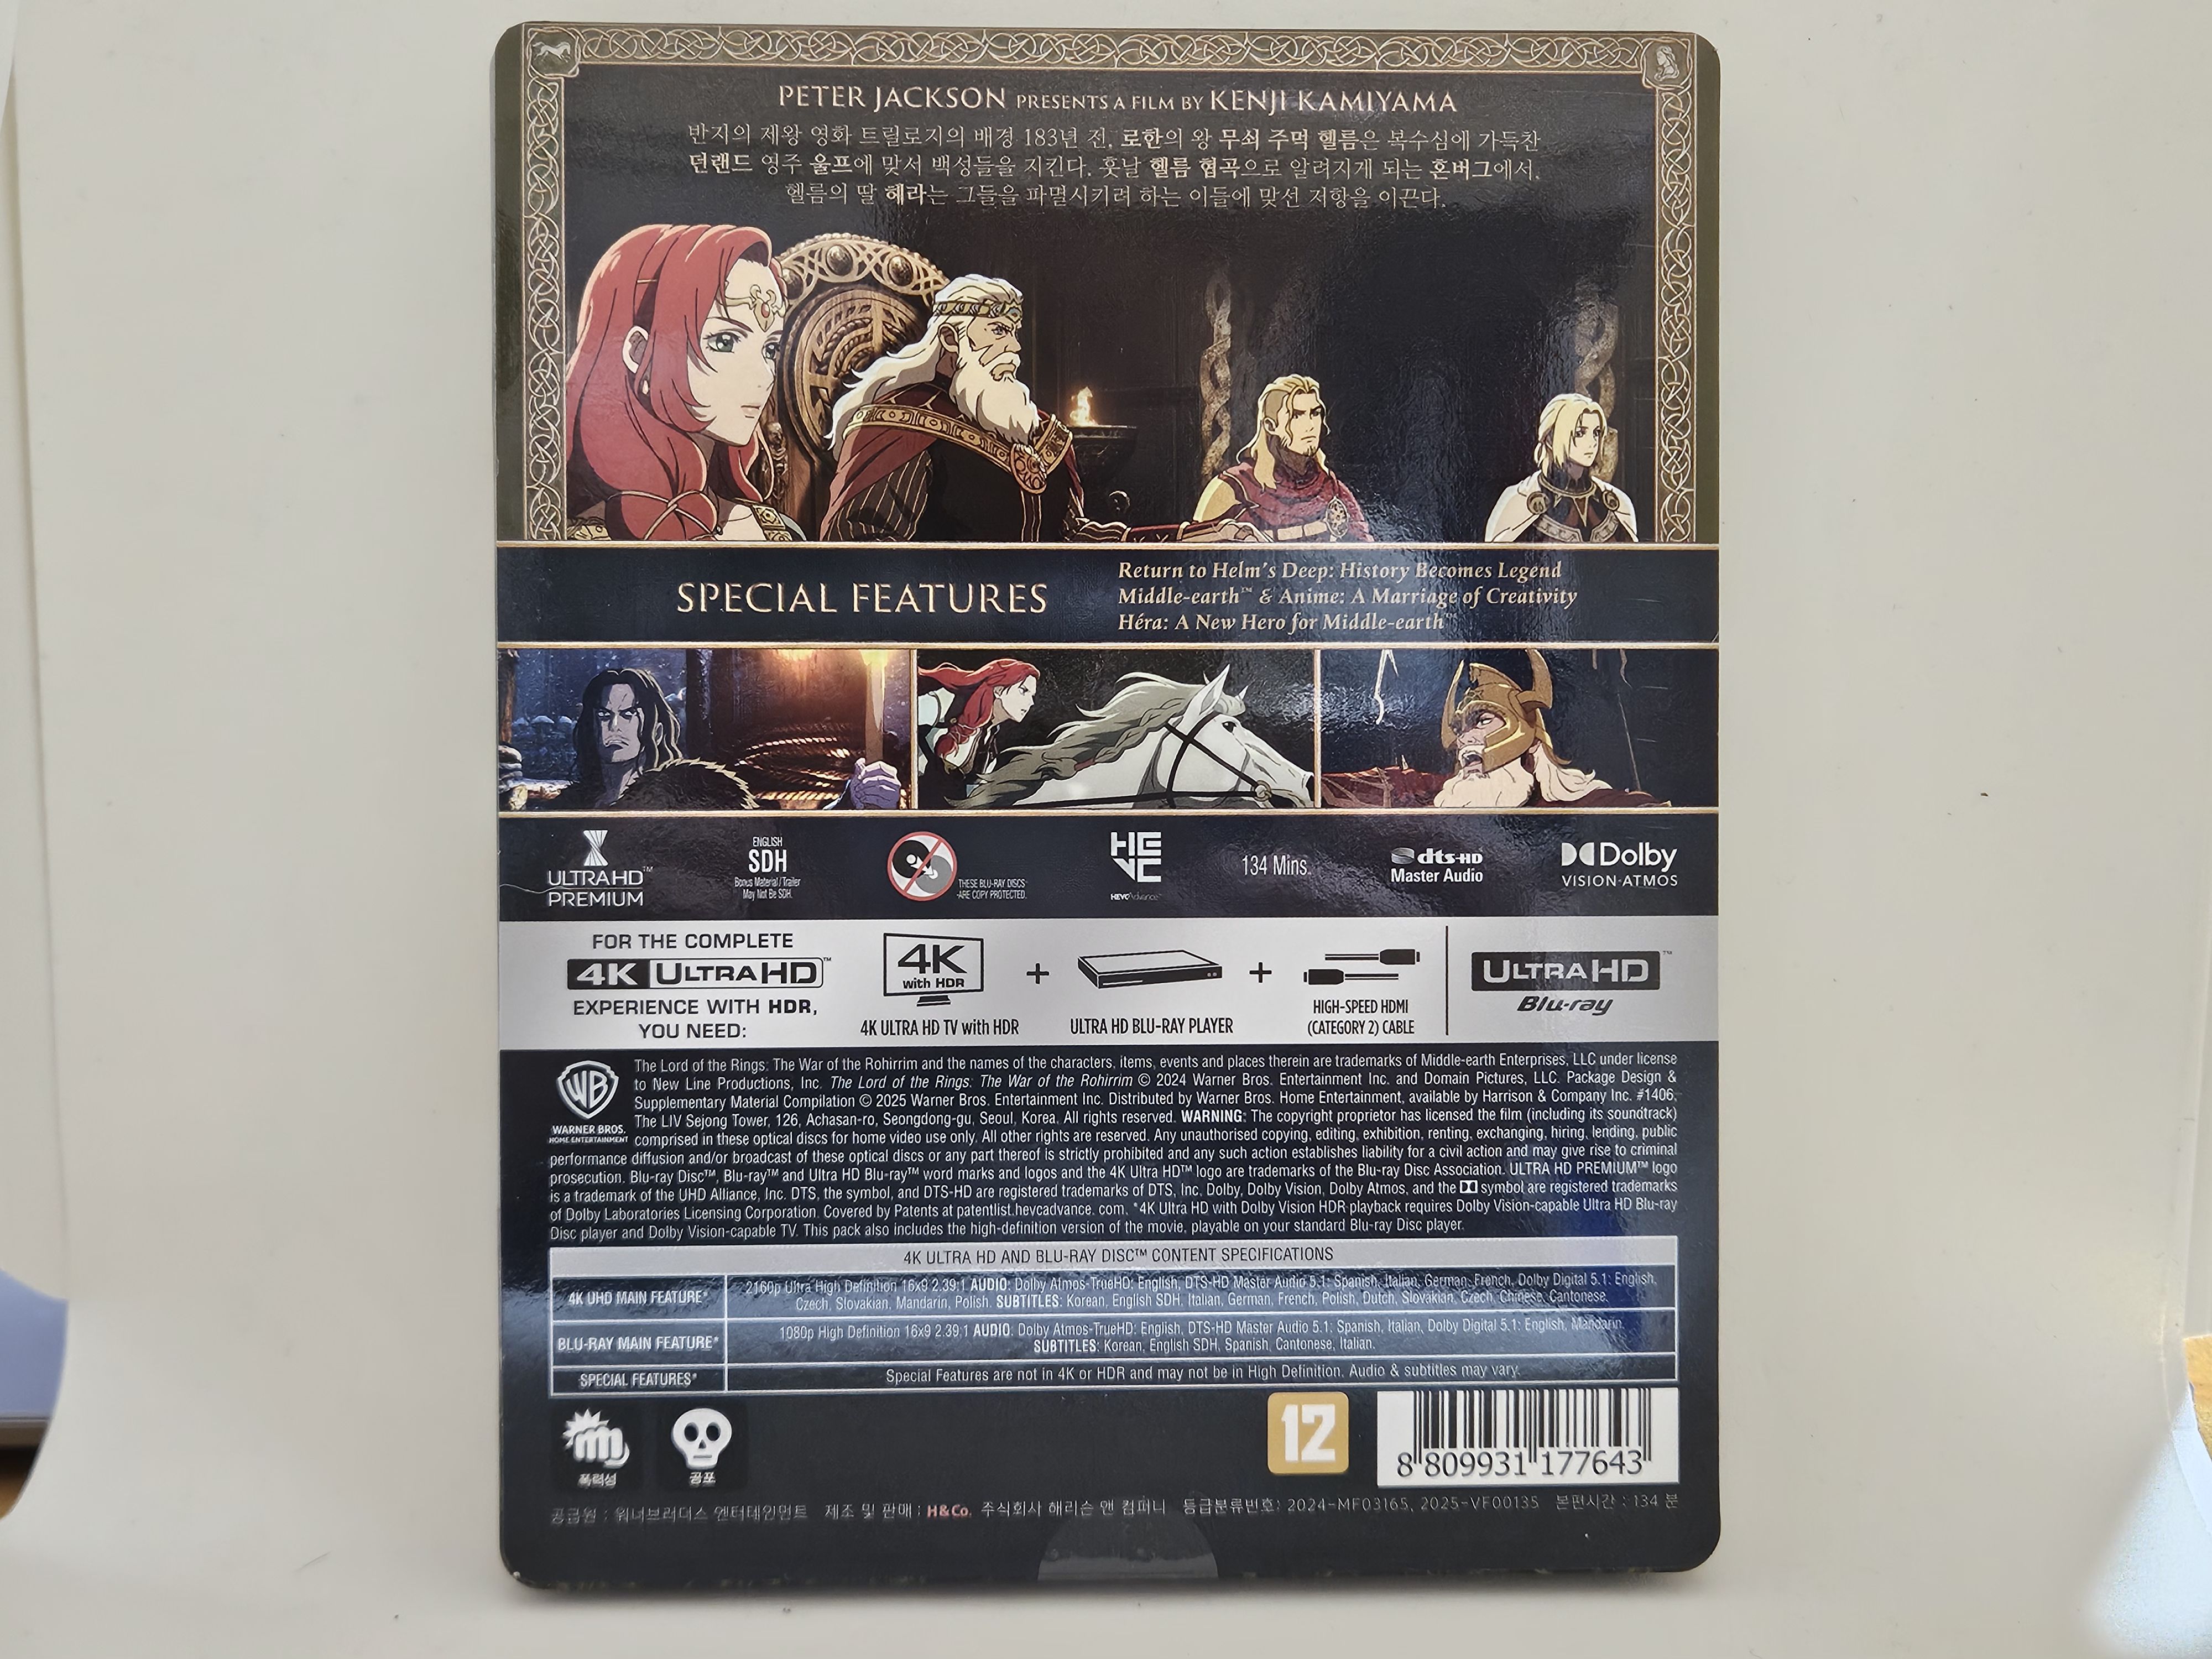 PETER JACKSON PRESENTS A FILM BY KENJI KAMIYAMA
반지의 제왕 영화 트릴로지의 배경 183년 전, 로한의 왕 무쇠 주먹 헬름은 복수심에 가득찬
던랜드 영주 울프에 맞서 백성들을 지킨다. 훗날 헬름 협곡으로 알려지게 되는 혼버그에서,
헬름의 딸 헤라는 그들을 파멸시키려 하는 이들에 맞선 저항을 이끈다.
SPECIAL FEATURES
Return to Helm's Deep: History Becomes Legend
Middle-earth™ & Anime: A Marriage of Creativity
Héra: A New Hero for Middle-earth™
ULTRA HD™
PREMIUM
ENGLISH
SDH
Bonus Material/Trailer
May Not Be SDH.
THESE BLU-RAY DISCS
ARE COPY PROTECTED.
HEVC
HEVC Advance™
134 Mins.
dts-HD
Master Audio
Dolby
VISION·ATMOS
FOR THE COMPLETE
4K ULTRA HD™
EXPERIENCE WITH HDR,
YOU NEED:
4K
with HDR
4K ULTRA HD TV with HDR
+
ULTRA HD BLU-RAY PLAYER
+
HIGH-SPEED HDMI
(CATEGORY 2) CABLE
ULTRA HD™
Blu-ray
WB
WARNER BROS.
HOME ENTERTAINMENT
The Lord of the Rings: The War of the Rohirrim and the names of the characters, items, events and places therein are trademarks of Middle-earth Enterprises, LLC under license
to New Line Productions, Inc. The Lord of the Rings: The War of the Rohirrim © 2024 Warner Bros. Entertainment Inc. and Domain Pictures, LLC. Package Design &
Supplementary Material Compilation © 2025 Warner Bros. Entertainment Inc. Distributed by Warner Bros. Home Entertainment, available by Harrison & Company Inc. #1406,
The LIV Sejong Tower, 126, Achasan-ro, Seongdong-gu, Seoul, Korea. All rights reserved. WARNING: The copyright proprietor has licensed the film (including its soundtrack)
comprised in these optical discs for home video use only. All other rights are reserved. Any unauthorised copying, editing, exhibition, renting, exchanging, hiring, lending, public
performance diffusion and/or broadcast of these optical discs or any part thereof is strictly prohibited and any such action establishes liability for a civil action and may give rise to criminal
prosecution. Blu-ray Disc™, Blu-ray™ and Ultra HD Blu-ray™ word marks and logos and the 4K Ultra HD™ logo are trademarks of the Blu-ray Disc Association. ULTRA HD PREMIUM™ logo
is a trademark of the UHD Alliance, Inc. DTS, the symbol, and DTS-HD are registered trademarks of DTS, Inc. Dolby, Dolby Vision, Dolby Atmos, and the symbol are registered trademarks
of Dolby Laboratories Licensing Corporation. Covered by Patents at patentlist.hevcadvance. com. *4K Ultra HD with Dolby Vision HDR playback requires Dolby Vision-capable Ultra HD Blu-ray
Disc player and Dolby Vision-capable TV. This pack also includes the high-definition version of the movie, playable on your standard Blu-ray Disc player.
4K ULTRA HD AND BLU-RAY DISC™ CONTENT SPECIFICATIONS
4K UHD MAIN FEATURE*
2160p Ultra High Definition 16x9 2.39:1 AUDIO: Dolby Atmos-TrueHD: English, DTS-HD Master Audio 5.1: Spanish, Italian, German, French, Dolby Digital 5.1: English,
Czech, Slovakian, Mandarin, Polish. SUBTITLES: Korean, English SDH, Italian, German, French, Polish, Dutch, Slovakian, Czech, Chinese, Cantonese.
BLU-RAY MAIN FEATURE*
1080p High Definition 16x9 2.39:1 AUDIO: Dolby Atmos-TrueHD: English, DTS-HD Master Audio 5.1: Spanish, Italian, Dolby Digital 5.1: English, Mandarin.
SUBTITLES: Korean, English SDH, Spanish, Cantonese, Italian.
SPECIAL FEATURES*
Special Features are not in 4K or HDR and may not be in High Definition. Audio & subtitles may vary.
폭력성
공포
12
8 809931 177643
공급원 : 워너브러더스 엔터테인먼트 제조 및 판매 : H&Co. 주식회사 해리슨 앤 컴퍼니 등급분류번호: 2024-MF03165, 2025-VF00135 본편시간 : 134 분